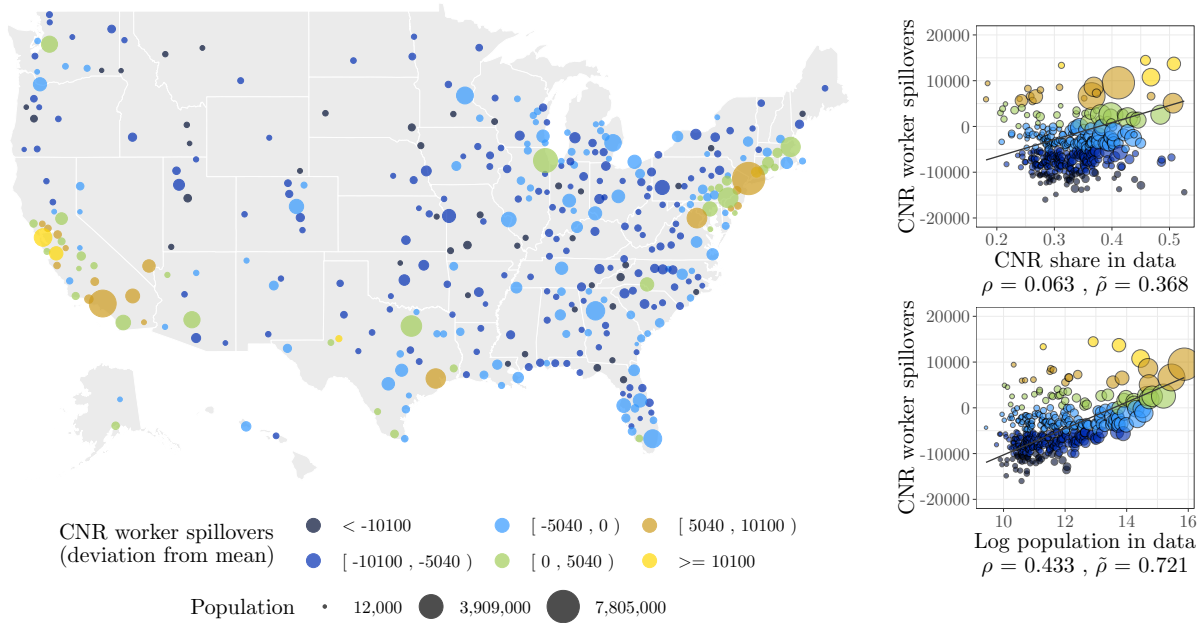 CNR worker spillovers
(deviation from mean)
< -10100
[ -10100 , -5040 )
[ -5040 , 0 )
[ 0 , 5040 )
[ 5040 , 10100 )
>= 10100
Population
12,000
3,909,000
7,805,000
CNR worker spillovers
20000
10000
0
-10000
-20000
0.2 0.3 0.4 0.5
CNR share in data
ρ = 0.063 , ρ̃ = 0.368
CNR worker spillovers
20000
10000
0
-10000
-20000
10 12 14 16
Log population in data
ρ = 0.433 , ρ̃ = 0.721